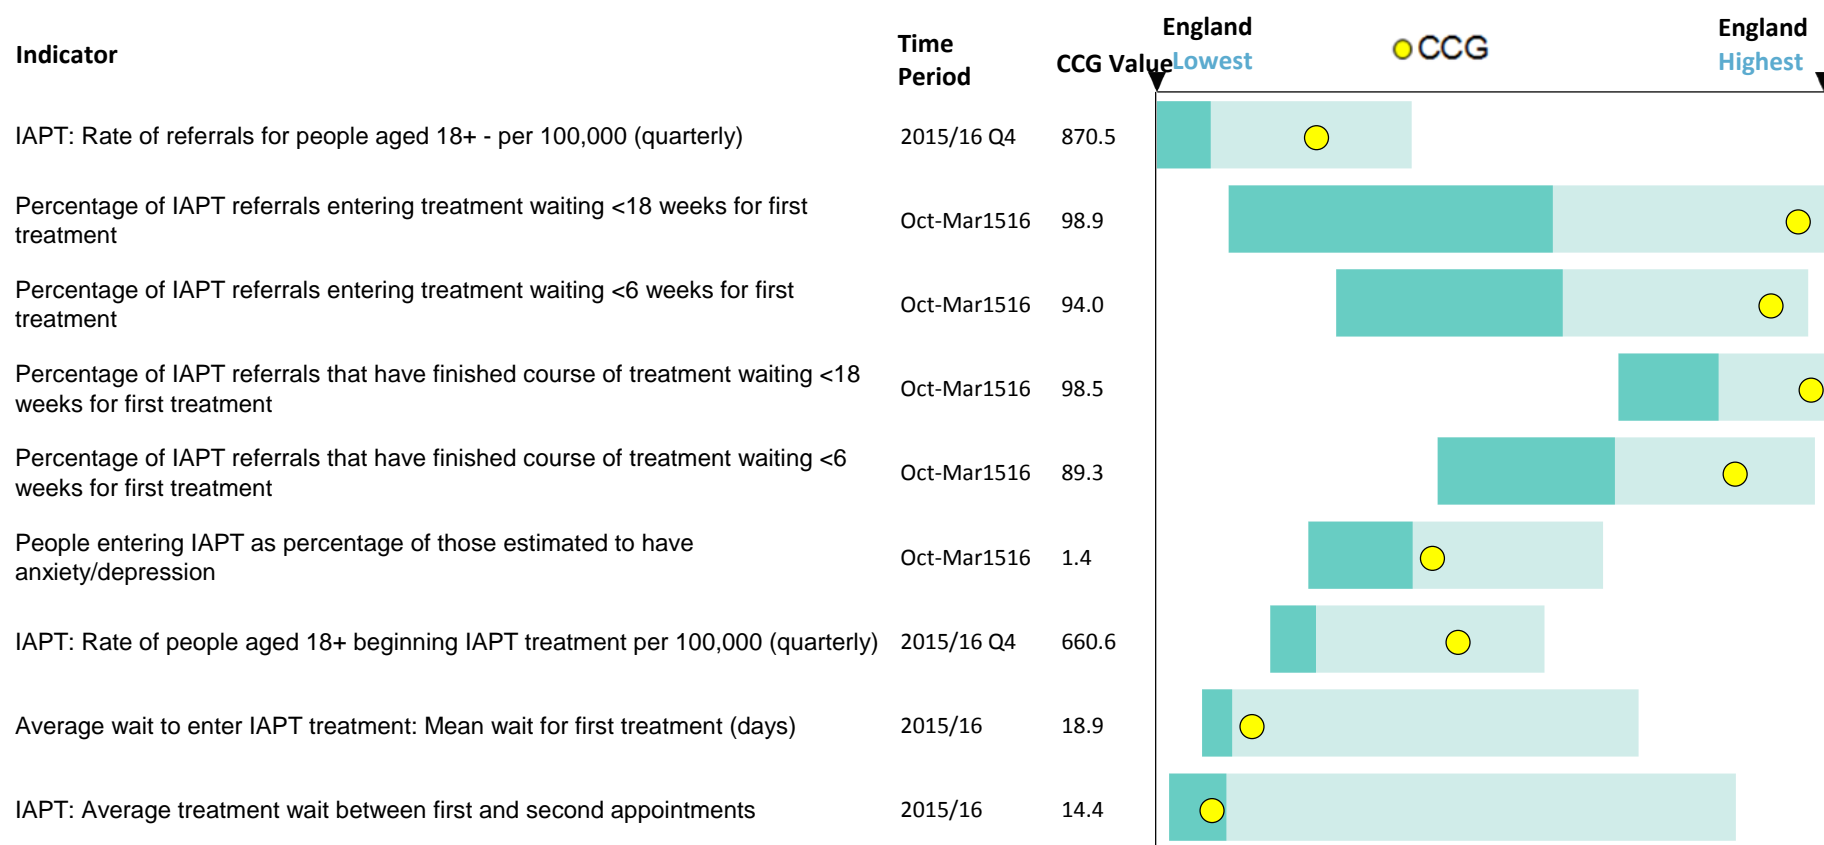 Indicator
Time
Period
CCG Value
England
Lowest
CCG
England
Highest
IAPT: Rate of referrals for people aged 18+ - per 100,000 (quarterly) 2015/16 Q4 870.5
Percentage of IAPT referrals entering treatment waiting <18 weeks for first
treatment
Oct-Mar1516 98.9
Percentage of IAPT referrals entering treatment waiting <6 weeks for first
treatment
Oct-Mar1516 94.0
Percentage of IAPT referrals that have finished course of treatment waiting <18
weeks for first treatment
Oct-Mar1516 98.5
Percentage of IAPT referrals that have finished course of treatment waiting <6
weeks for first treatment
Oct-Mar1516 89.3
People entering IAPT as percentage of those estimated to have
anxiety/depression
Oct-Mar1516 1.4
IAPT: Rate of people aged 18+ beginning IAPT treatment per 100,000 (quarterly) 2015/16 Q4 660.6
Average wait to enter IAPT treatment: Mean wait for first treatment (days) 2015/16 18.9
IAPT: Average treatment wait between first and second appointments 2015/16 14.4